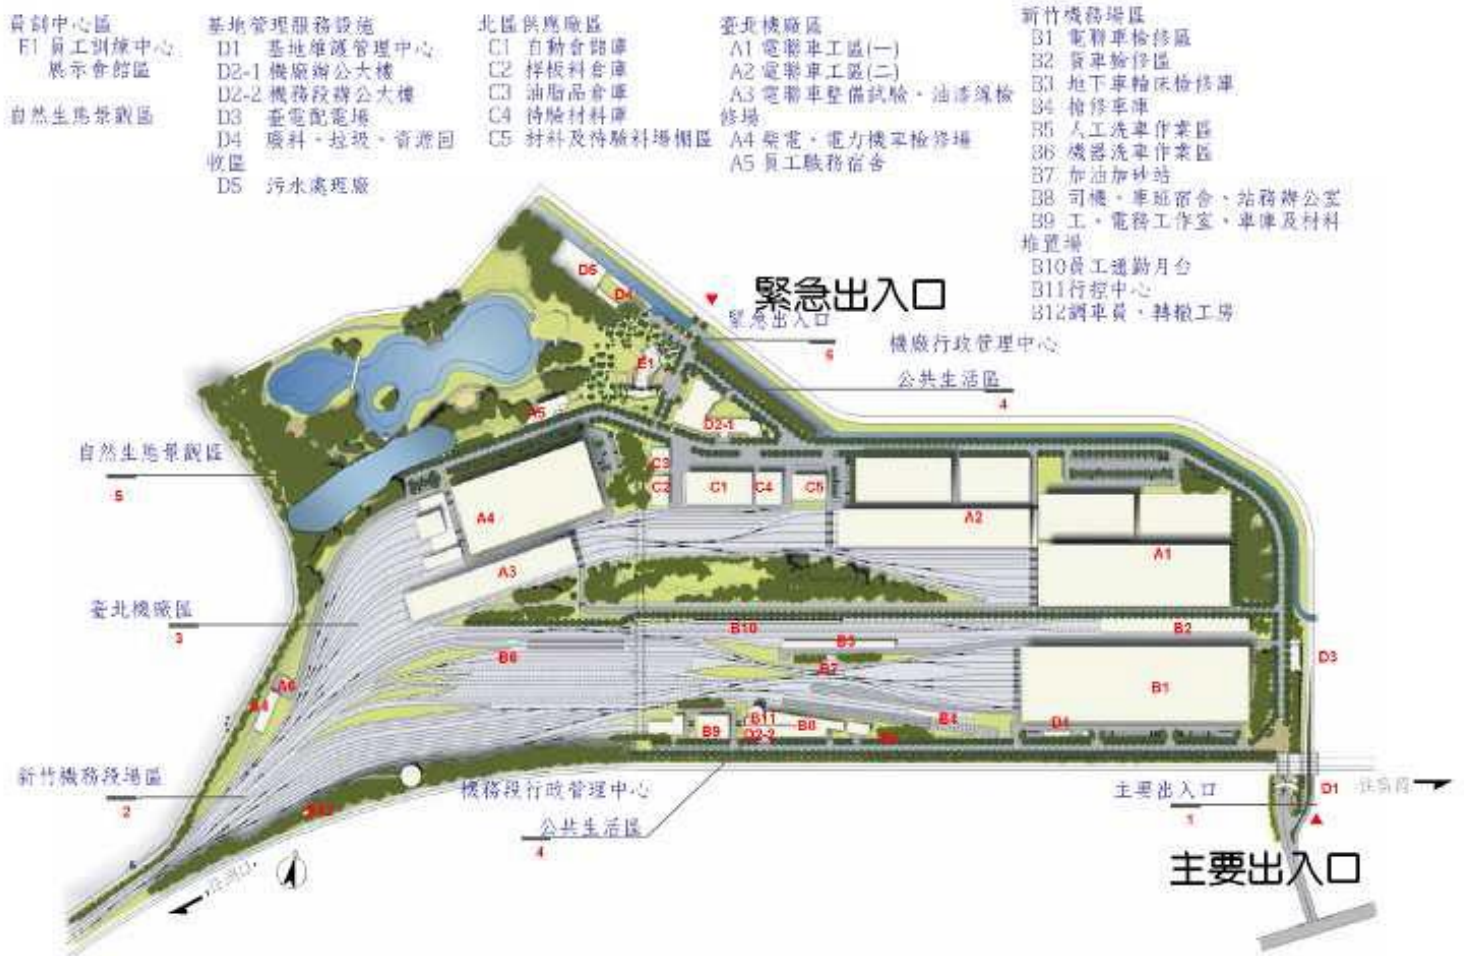 員訓中心區
E1 員工訓練中心
展示會館區
自然生態景觀區
基地管理服務設施
D1 基地維護管理中心
D2-1 機廠辦公大樓
D2-2 機務段辦公大樓
D3 臺電配電場
D4 廢料、垃圾、資源回
收區
D5 污水處理廠
北區供應廠區
C1 自動倉儲庫
C2 樣板料倉庫
C3 油脂品倉庫
C4 待驗材料庫
C5 材料及待驗料場棚區
臺北機廠區
A1 電聯車工區(一)
A2 電聯車工區(二)
A3 電聯車整備試驗、油漆線檢
修場
A4 柴電、電力機車檢修場
A5 員工職務宿舍
新竹機務場區
B1 電聯車檢修區
B2 貨車檢修區
B3 地下車輪床檢修庫
B4 檢修車庫
B5 人工洗車作業區
B6 機器洗車作業區
B7 加油加砂站
B8 司機、車班宿舍、站務辦公室
B9 工、電務工作室、車庫及材料
堆置場
B10員工通勤月台
B11行控中心
B12調車員、轉轍工房
D5
D4
緊急出入口
緊急出入口
6
機廠行政管理中心
公共生活區
4
E1
A5
D2-1
自然生態景觀區
5
C3
C2
C1
C4
C5
A4
A2
A1
A3
臺北機廠區
3
B10
B2
B6
D3
B7
B1
A6
B11
D2-2
B9
B8
B4
D4
新竹機務段場區
2
機務段行政管理中心
公共生活區
4
主要出入口
1
D1
主要出入口